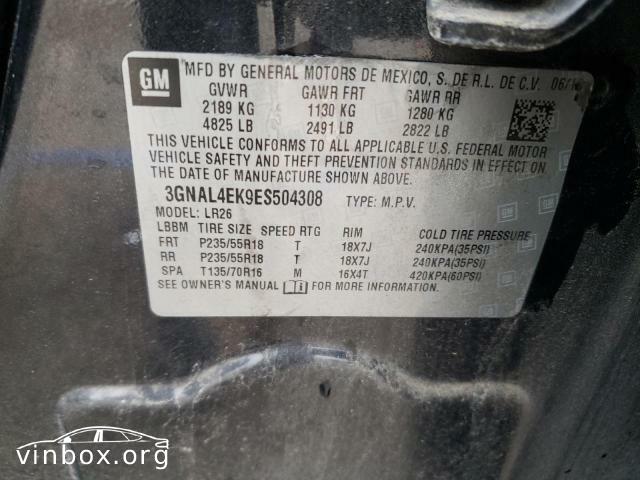 GM
MFD BY GENERAL MOTORS DE MEXICO, S. DE R.L. DE C.V.
GVWR GAWR FRT GAWR RR
2189 KG 1130 KG 1280 KG
4825 LB 2491 LB 2822 LB
THIS VEHICLE CONFORMS TO ALL APPLICABLE U.S. FEDERAL MOTOR
VEHICLE SAFETY AND THEFT PREVENTION STANDARDS IN EFFECT ON
THE DATE OF MANUFACTURE SHOWN ABOVE.
3GNAL4EK9ES504308 TYPE: M.P.V.
MODEL: LR26
LBBM TIRE SIZE SPEED RTG RIM COLD TIRE PRESSURE
FRT P235/55R18 T 18X7J 240KPA(35PSI)
RR P235/55R18 T 18X7J 240KPA(35PSI)
SPA T135/70R16 M 16X4T 420KPA(60PSI)
SEE OWNER'S MANUAL FOR MORE INFORMATION.
vinbox.org